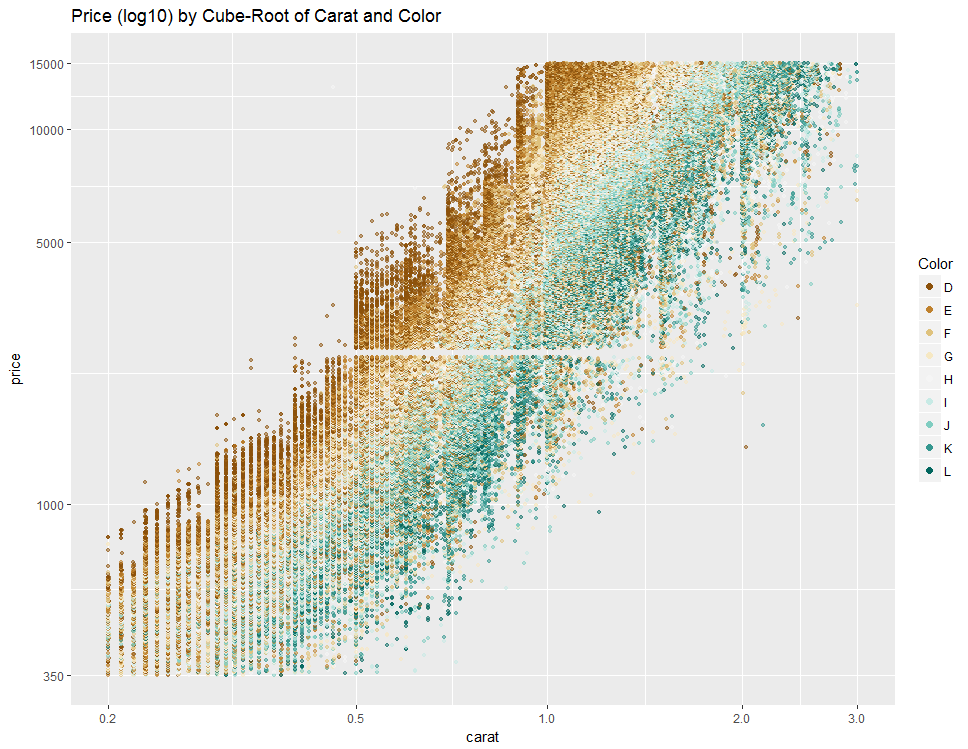 Price (log10) by Cube-Root of Carat and Color
15000
10000
5000
1000
350
price
0.2
0.5
1.0
2.0
3.0
carat
Color
D
E
F
G
H
I
J
K
L